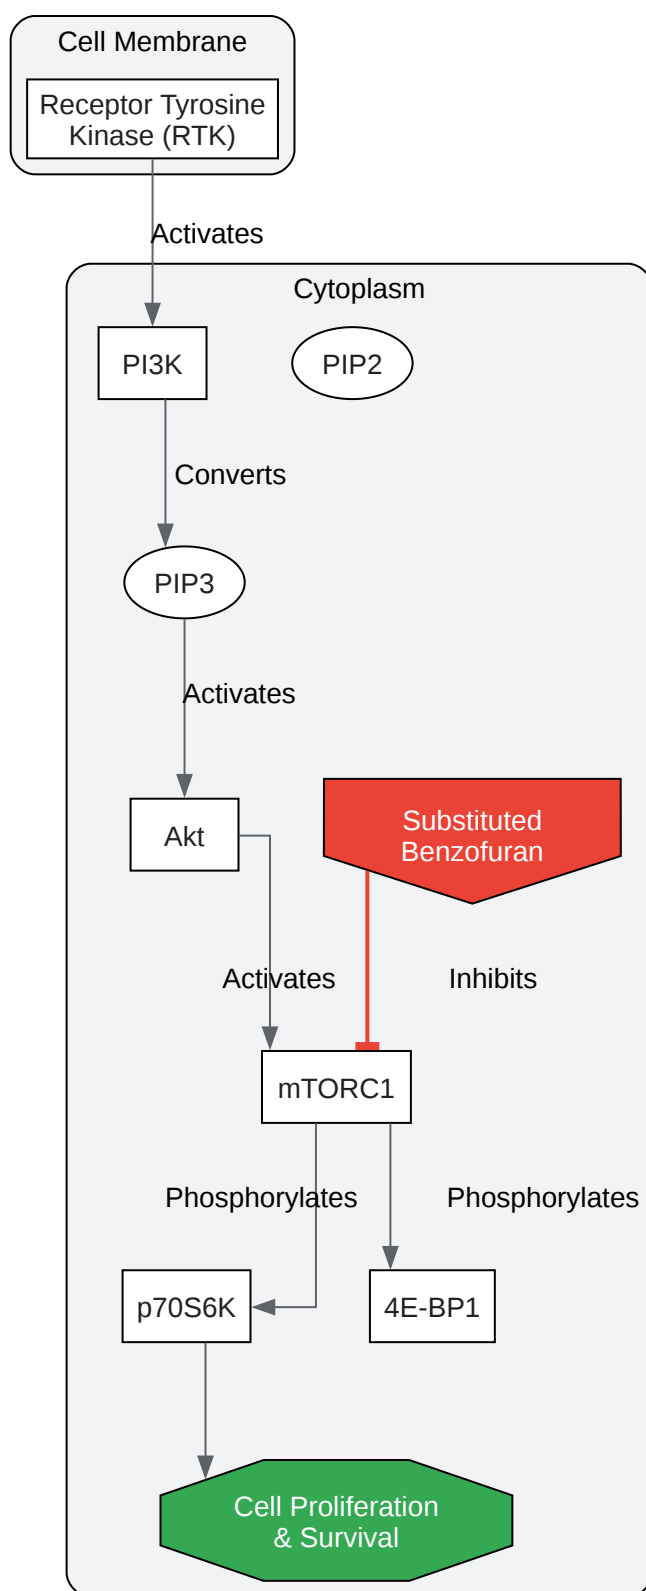 Cell Membrane
Receptor Tyrosine
Kinase (RTK)
Activates
Cytoplasm
PI3K
PIP2
Converts
PIP3
Activates
Akt
Substituted
Benzofuran
Activates
Inhibits
mTORC1
Phosphorylates
Phosphorylates
p70S6K
4E-BP1
Cell Proliferation
& Survival